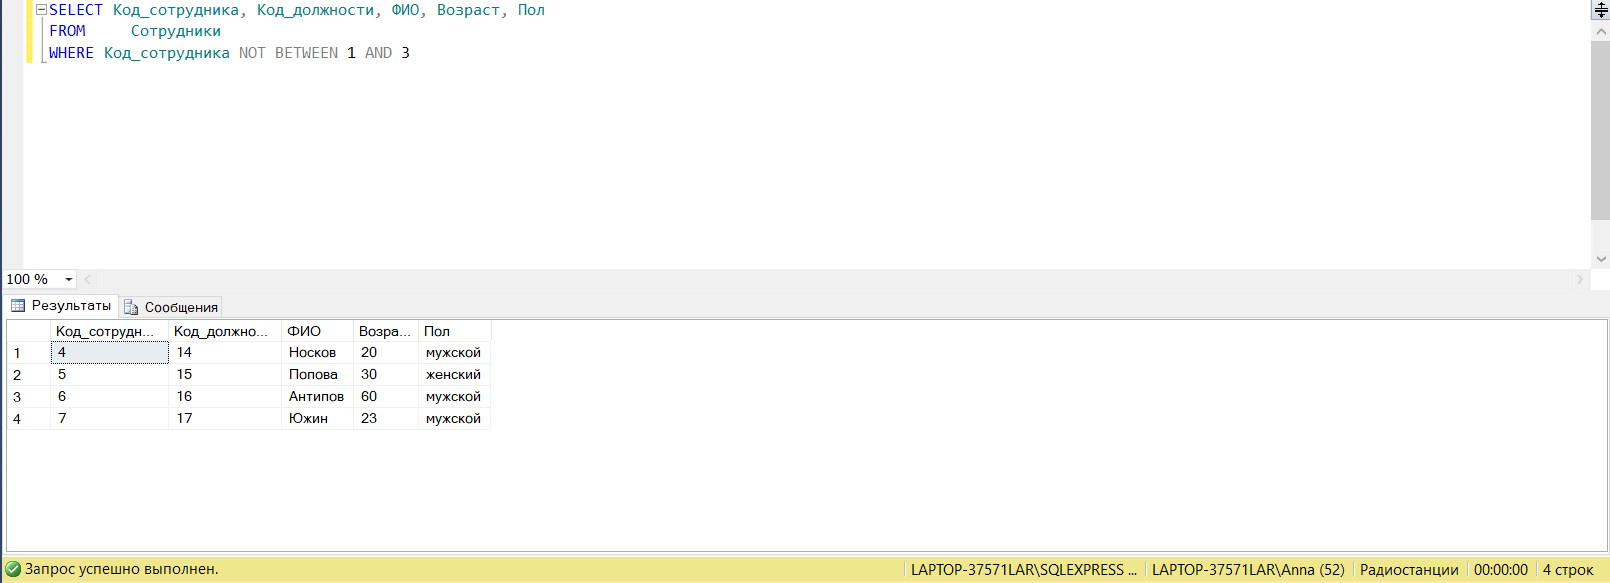 SELECT Код_сотрудника, Код_должности, ФИО, Возраст, Пол
FROM     Сотрудники
WHERE Код_сотрудника NOT BETWEEN 1 AND 3
100 %
Результаты Сообщения
Код_сотрудн... Код_должно... ФИО Возра... Пол
1 4 14 Носков 20 мужской
2 5 15 Попова 30 женский
3 6 16 Антипов 60 мужской
4 7 17 Южин 23 мужской
Запрос успешно выполнен. LAPTOP-37571LAR\SQLEXPRESS ... LAPTOP-37571LAR\Anna (52) Радиостанции 00:00:00 4 строк